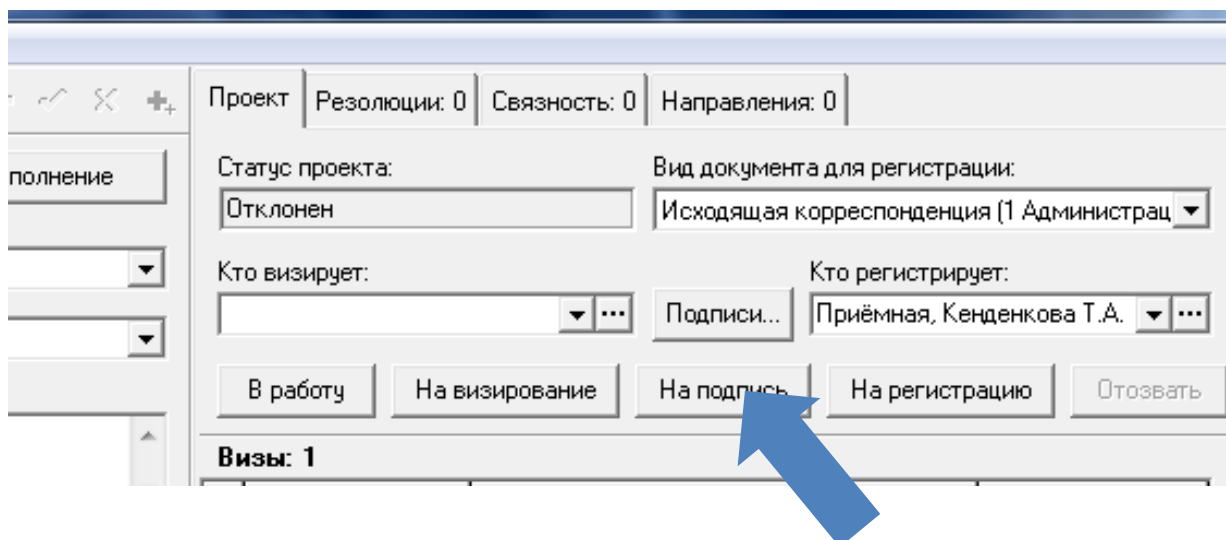 Проект Резолюции: 0 Связность: 0 Направления: 0
полнение
Статус проекта: Вид документа для регистрации:
Отклонен Исходящая корреспонденция (1 Администрац
Кто визирует: Кто регистрирует:
Подписи... Приёмная, Кенденкова Т.А.
В работу На визирование На подпись На регистрацию Отозвать
Визы: 1